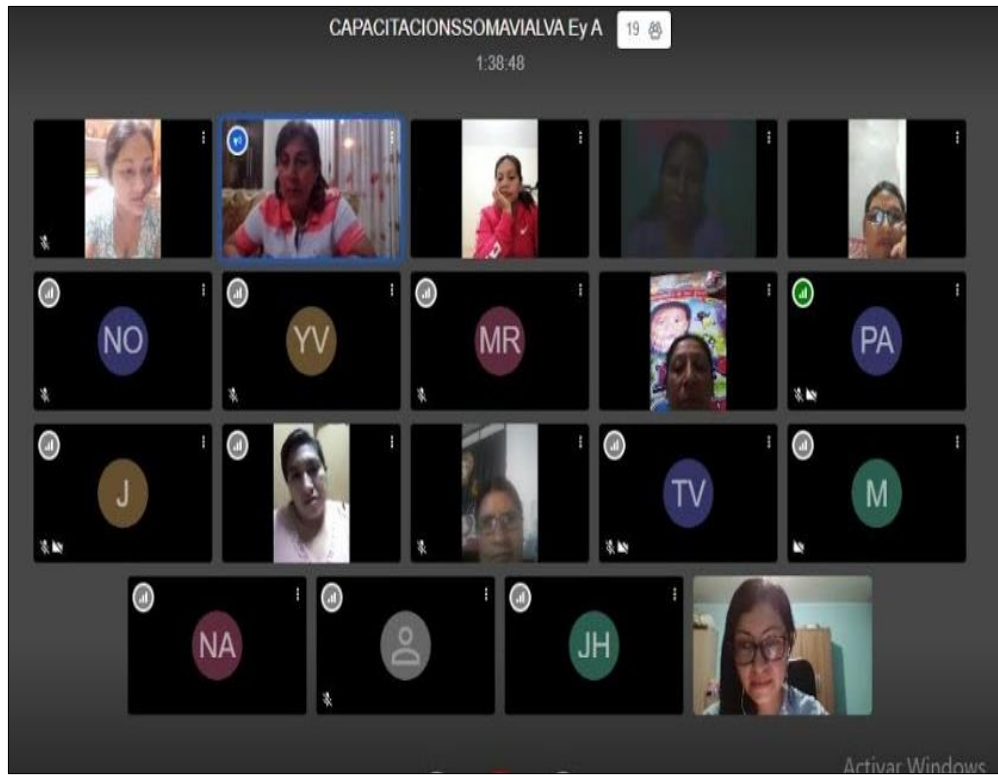 CAPACITACIONSSOMAVIALVA Ey A 19
1:38:48
NO YV MR PA
J TV M
NA JH
Activar Windows